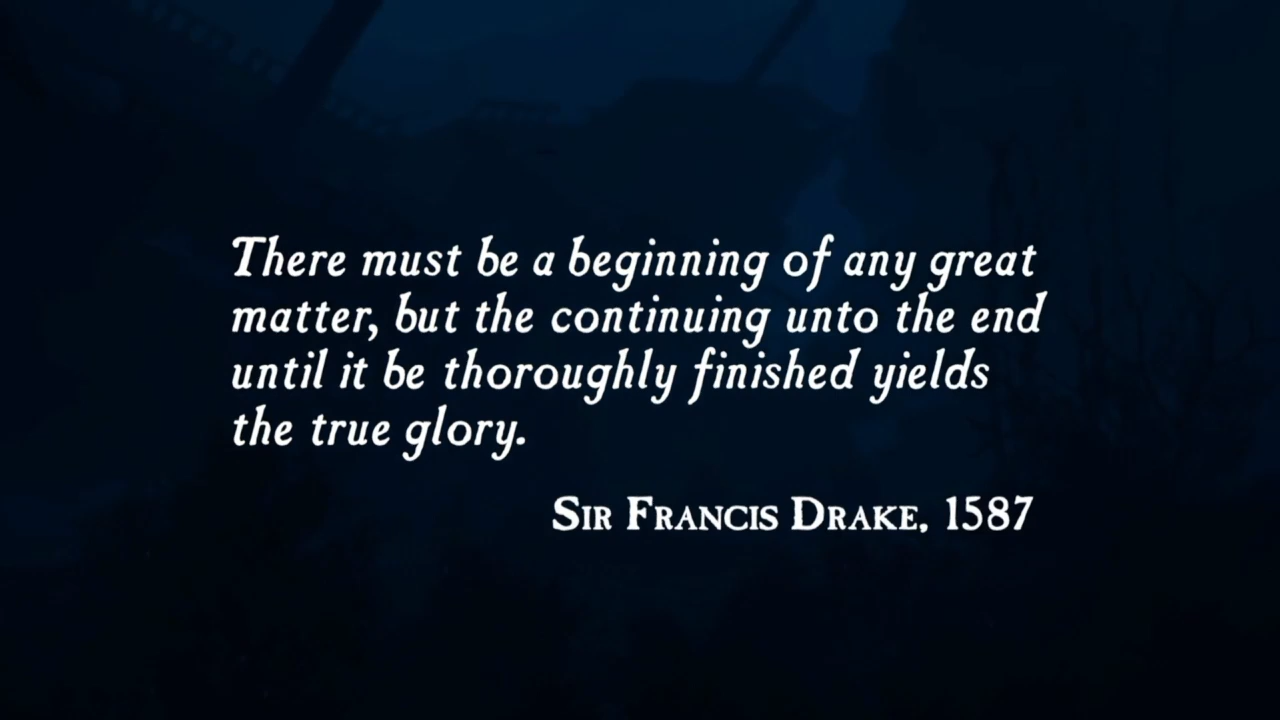 There must be a beginning of any great
matter, but the continuing unto the end
until it be thoroughly finished yields
the true glory.
Sir Francis Drake, 1587